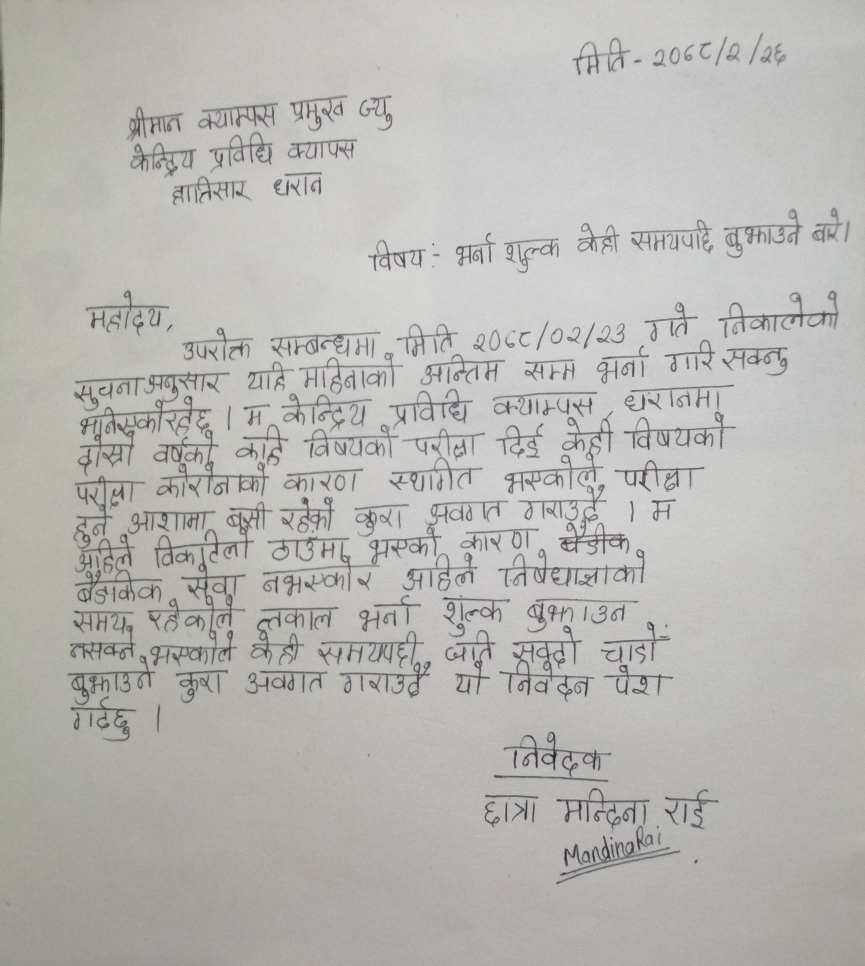 मिति - २०७८/२/२६
श्रीमान क्याम्पस प्रमुख ज्यु
केन्द्रिय प्रविधि क्यापस
हात्तिसार धरान
विषय :- भर्ना शुल्क केही समयपछि बुझाउने बारे।
महोदय,
उपरोक्त सम्बन्धमा मिति २०७८/०२/२३ गते निकालेको
सुचना अनुसार यहि महिनाको अन्तिम सम्म भर्ना गरि सक्नु
भनिएको रहेछ । म केन्द्रिय प्रविधि क्याम्पस धरानमा
दोस्रो वर्षको काहि विषयको परीक्षा दिई केही विषयको
परीक्षा कोरोनाको कारण स्थगित भएकोले परीक्षा
हुने आशामा बसी रहेको कुरा अवगत गराउदै । म
अहिले विकटिलो ठाउँमा भएको कारण
बैङाकिक सेवा नभएकोर अहिले निषेधाज्ञाको
समय रहेकोले त्काल भर्ना शुल्क बुझाउन
नसक्ने भएकोले केही समयपछी जति सक्दो चाडो
बुझाउने कुरा अवगत गराउदै यो निवेदन पेश
गर्दछु ।
निवेदक
छात्रा मन्दिना राई
Mandina Rai